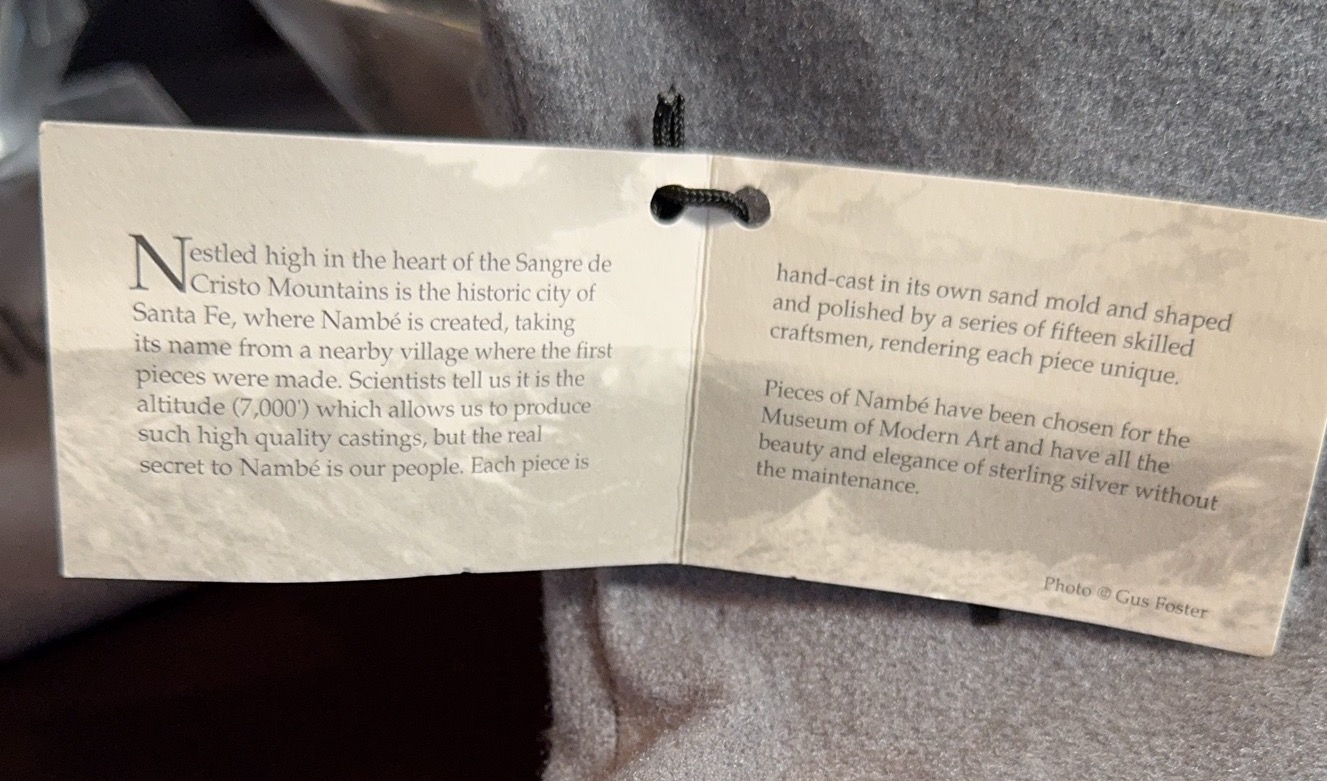 Nestled high in the heart of the Sangre de
Cristo Mountains is the historic city of
Santa Fe, where Nambé is created, taking
its name from a nearby village where the first
pieces were made. Scientists tell us it is the
altitude (7,000') which allows us to produce
such high quality castings, but the real
secret to Nambé is our people. Each piece is
hand-cast in its own sand mold and shaped
and polished by a series of fifteen skilled
craftsmen, rendering each piece unique.
Pieces of Nambé have been chosen for the
Museum of Modern Art and have all the
beauty and elegance of sterling silver without
the maintenance.
Photo © Gus Foster